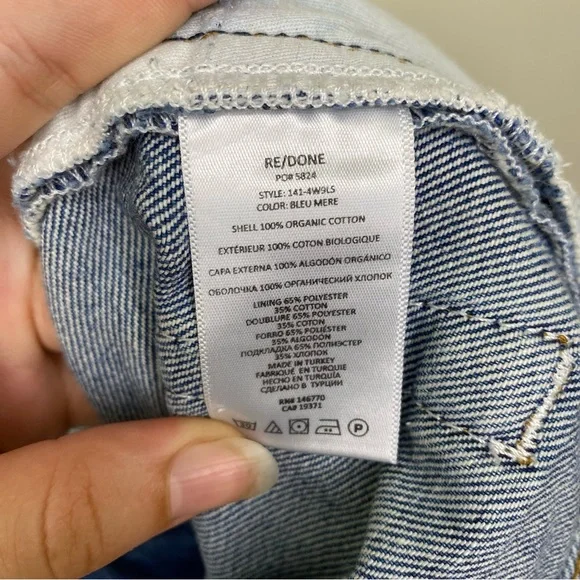 RE/DONE
PO# 5824
STYLE: 141-4W9LS
COLOR: BLEU MERE
SHELL 100% ORGANIC COTTON
EXTÉRIEUR 100% COTON BIOLOGIQUE
CAPA EXTERNA 100% ALGODÓN ORGÁNICO
ОБОЛОЧКА 100% ОРГАНИЧЕСКИЙ ХЛОПОК
LINING 65% POLYESTER
35% COTTON
DOUBLURE 65% POLYESTER
35% COTON
FORRO 65% POLIÉSTER
35% ALGODÓN
ПОДКЛАДКА 65% ПОЛИЭСТЕР
35% ХЛОПОК
MADE IN TURKEY
FABRIQUÉ EN TURQUIE
HECHO EN TURQUÍA
СДЕЛАНО В ТУРЦИИ
RN# 146770
CA# 19371
P